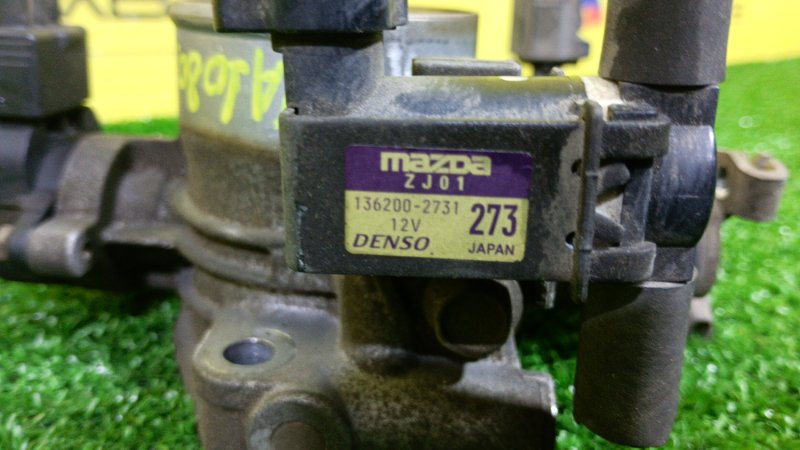 mazda
ZJ01
136200-2731
12V
273
DENSO
JAPAN